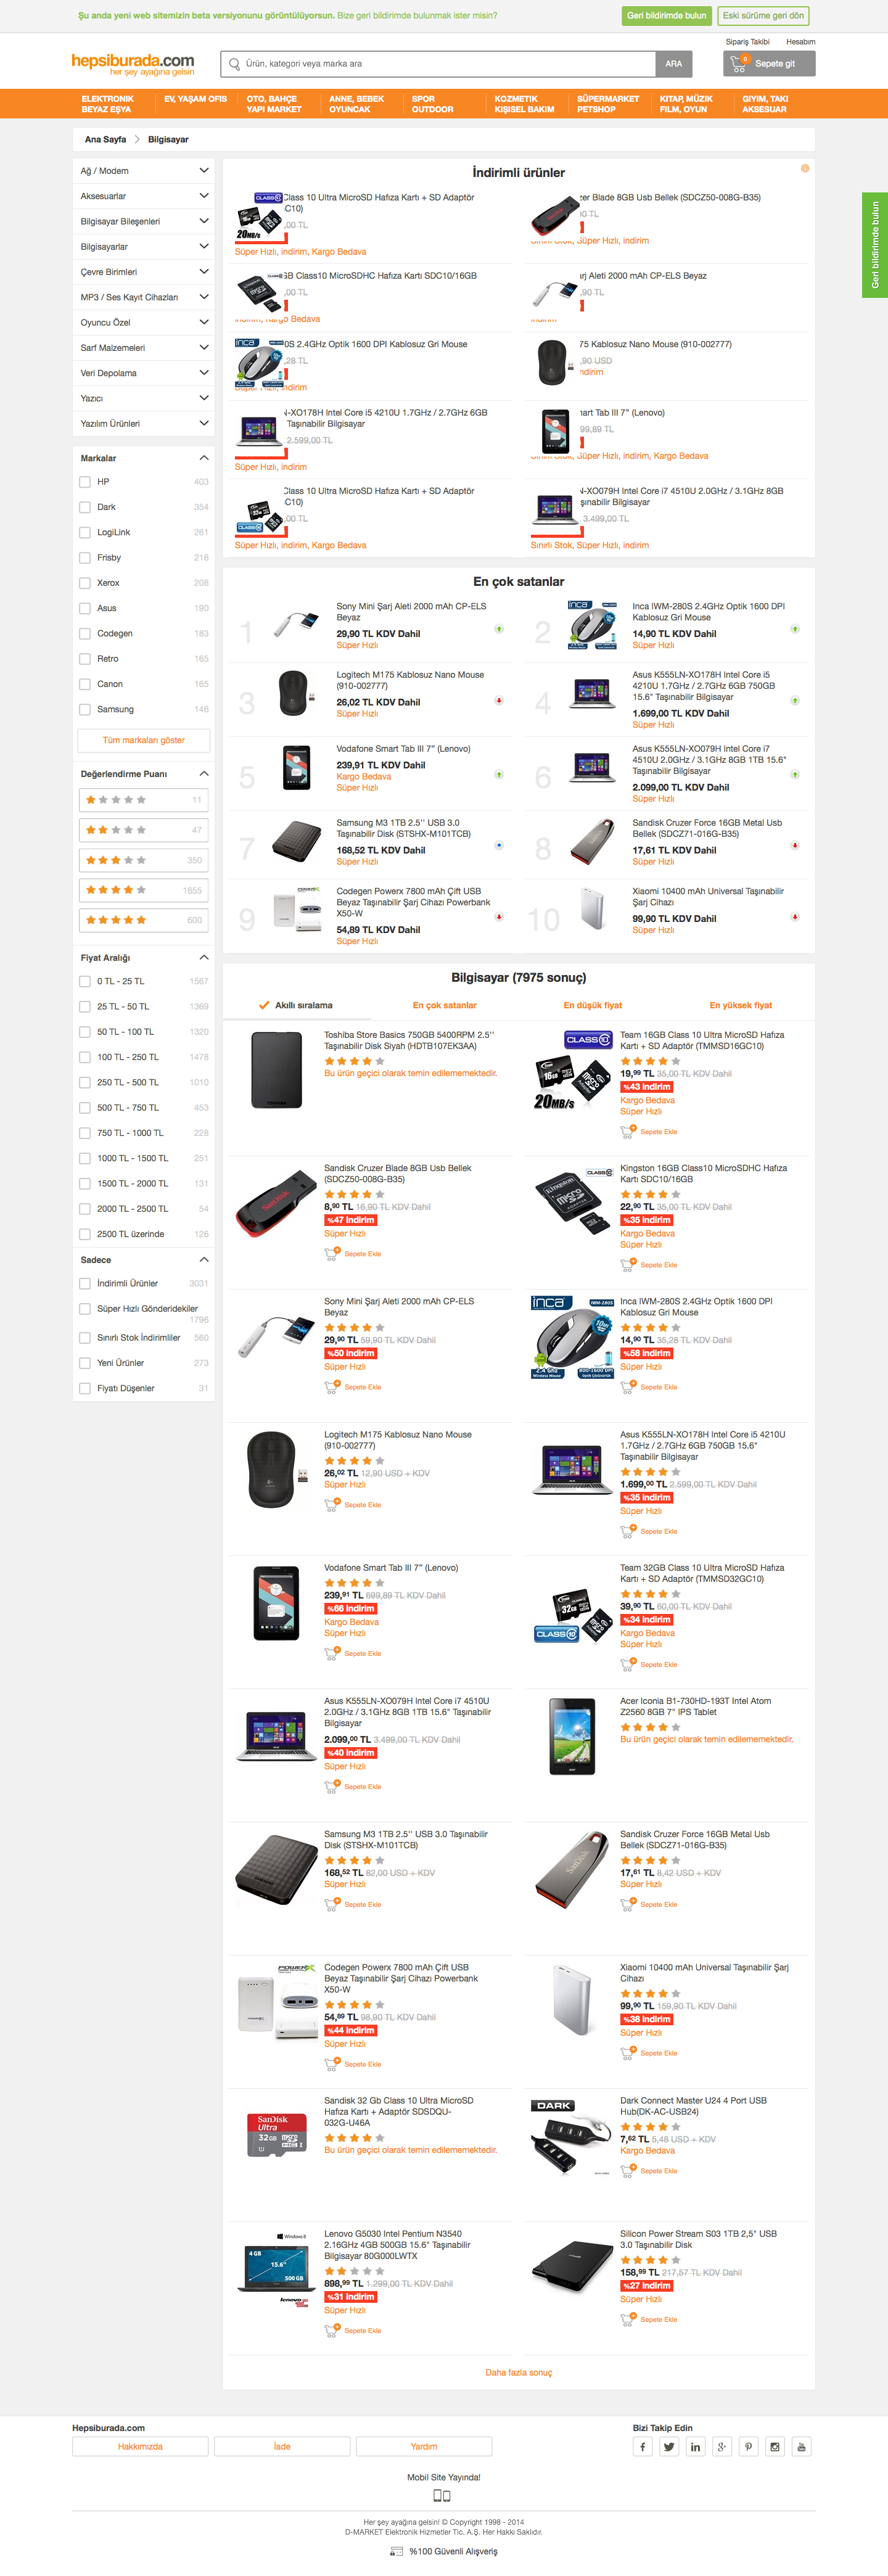 Şu anda yeni web sitemizin beta versiyonunu görüntülüyorsun. Bize geri bildirimde bulunmak ister misin?
Geri bildirimde bulun
Eski sürüme geri dön
Sipariş Takibi
Hesabım
hepsiburada.com
her şey ayağına gelsin
Ürün, kategori veya marka ara
ARA
0
Sepete git
ELEKTRONIK
BEYAZ EŞYA
EV, YAŞAM OFIS
OTO, BAHÇE
YAPI MARKET
ANNE, BEBEK
OYUNCAK
SPOR
OUTDOOR
KOZMETIK
KIŞISEL BAKIM
SÜPERMARKET
PETSHOP
KITAP, MÜZIK
FILM, OYUN
GIYIM, TAKI
AKSESUAR
Ana Sayfa
Bilgisayar
Geri bildirimde bulun
Ağ / Modem
Aksesuarlar
Bilgisayar Bileşenleri
Bilgisayarlar
Çevre Birimleri
MP3 / Ses Kayıt Cihazları
Oyuncu Özel
Sarf Malzemeleri
Veri Depolama
Yazıcı
Yazılım Ürünleri
Markalar
HP 403
Dark 354
LogiLink 261
Frisby 218
Xerox 208
Asus 190
Codegen 183
Retro 165
Canon 165
Samsung 146
Tüm markaları göster
Değerlendirme Puanı
11
47
350
1655
600
Fiyat Aralığı
0 TL - 25 TL 1567
25 TL - 50 TL 1369
50 TL - 100 TL 1320
100 TL - 250 TL 1478
250 TL - 500 TL 1010
500 TL - 750 TL 453
750 TL - 1000 TL 228
1000 TL - 1500 TL 251
1500 TL - 2000 TL 131
2000 TL - 2500 TL 54
2500 TL üzerinde 126
Sadece
İndirimli Ürünler 3031
Süper Hızlı Gönderidekiler
1796
Sınırlı Stok İndirimliler 560
Yeni Ürünler 273
Fiyatı Düşenler 31
İndirimli ürünler
Class 10 Ultra MicroSD Hafıza Kartı + SD Adaptör
,00 TL
20MB/s
Süper Hızlı, indirim, Kargo Bedava
Blade 8GB Usb Bellek (SDCZ50-008G-B35)
Süper Hızlı, indirim
Class10 MicroSDHC Hafıza Kartı SDC10/16GB
,00 TL
Kargo Bedava
Aleti 2000 mAh CP-ELS Beyaz
,90 TL
2.4GHz Optik 1600 DPI Kablosuz Gri Mouse
,28 TL
indirim
Kablosuz Nano Mouse (910-002777)
,90 USD
indirim
N-XO178H Intel Core i5 4210U 1.7GHz / 2.7GHz 6GB
Taşınabilir Bilgisayar
2.599,00 TL
Süper Hızlı, indirim
Tab III 7" (Lenovo)
99,89 TL
Süper Hızlı, indirim, Kargo Bedava
Class 10 Ultra MicroSD Hafıza Kartı + SD Adaptör
,00 TL
Süper Hızlı, indirim, Kargo Bedava
N-XO079H Intel Core i7 4510U 2.0GHz / 3.1GHz 8GB
Bilgisayar
3.499,00 TL
Sınırlı Stok, Süper Hızlı, indirim
En çok satanlar
1
Sony Mini Şarj Aleti 2000 mAh CP-ELS
Beyaz
29,90 TL KDV Dahil
Süper Hızlı
2
Inca IWM-280S 2.4GHz Optik 1600 DPI
Kablosuz Gri Mouse
14,90 TL KDV Dahil
Süper Hızlı
3
Logitech M175 Kablosuz Nano Mouse
(910-002777)
26,02 TL KDV Dahil
Süper Hızlı
4
Asus K555LN-XO178H Intel Core i5
4210U 1.7GHz / 2.7GHz 6GB 750GB
15.6" Taşınabilir Bilgisayar
1.699,00 TL KDV Dahil
Süper Hızlı
5
Vodafone Smart Tab III 7" (Lenovo)
239,91 TL KDV Dahil
Kargo Bedava
Süper Hızlı
6
Asus K555LN-XO079H Intel Core i7
4510U 2.0GHz / 3.1GHz 8GB 1TB 15.6"
Taşınabilir Bilgisayar
2.099,00 TL KDV Dahil
Süper Hızlı
7
Samsung M3 1TB 2.5'' USB 3.0
Taşınabilir Disk (STSHX-M101TCB)
168,52 TL KDV Dahil
Süper Hızlı
8
Sandisk Cruzer Force 16GB Metal Usb
Bellek (SDCZ71-016G-B35)
17,61 TL KDV Dahil
Süper Hızlı
9
Codegen Powerx 7800 mAh Çift USB
Beyaz Taşınabilir Şarj Cihazı Powerbank
X50-W
54,89 TL KDV Dahil
Süper Hızlı
10
Xiaomi 10400 mAh Universal Taşınabilir
Şarj Cihazı
99,90 TL KDV Dahil
Süper Hızlı
Bilgisayar (7975 sonuç)
Akıllı sıralama
En çok satanlar
En düşük fiyat
En yüksek fiyat
Toshiba Store Basics 750GB 5400RPM 2.5''
Taşınabilir Disk Siyah (HDTB107EK3AA)
Bu ürün geçici olarak temin edilememektedir.
CLASS 10
20MB/s
Team 16GB Class 10 Ultra MicroSD Hafıza
Kartı + SD Adaptör (TMMSD16GC10)
19,99 TL 35,00 TL KDV Dahil
%43 indirim
Kargo Bedava
Süper Hızlı
Sepete Ekle
Sandisk Cruzer Blade 8GB Usb Bellek
(SDCZ50-008G-B35)
8,90 TL 16,90 TL KDV Dahil
%47 indirim
Süper Hızlı
Sepete Ekle
Kingston 16GB Class10 MicroSDHC Hafıza
Kartı SDC10/16GB
22,90 TL 35,00 TL KDV Dahil
%35 indirim
Kargo Bedava
Süper Hızlı
Sepete Ekle
Sony Mini Şarj Aleti 2000 mAh CP-ELS
Beyaz
29,90 TL 59,90 TL KDV Dahil
%50 indirim
Süper Hızlı
Sepete Ekle
inca
Inca IWM-280S 2.4GHz Optik 1600 DPI
Kablosuz Gri Mouse
14,90 TL 35,28 TL KDV Dahil
%58 indirim
Süper Hızlı
Sepete Ekle
Logitech M175 Kablosuz Nano Mouse
(910-002777)
26,02 TL 12,90 USD + KDV
Süper Hızlı
Sepete Ekle
Asus K555LN-XO178H Intel Core i5 4210U
1.7GHz / 2.7GHz 6GB 750GB 15.6"
Taşınabilir Bilgisayar
1.699,00 TL 2.599,00 TL KDV Dahil
%35 indirim
Süper Hızlı
Sepete Ekle
Vodafone Smart Tab III 7" (Lenovo)
239,91 TL 699,89 TL KDV Dahil
%66 indirim
Kargo Bedava
Süper Hızlı
Sepete Ekle
CLASS 10
Team 32GB Class 10 Ultra MicroSD Hafıza
Kartı + SD Adaptör (TMMSD32GC10)
39,90 TL 60,00 TL KDV Dahil
%34 indirim
Kargo Bedava
Süper Hızlı
Sepete Ekle
Asus K555LN-XO079H Intel Core i7 4510U
2.0GHz / 3.1GHz 8GB 1TB 15.6" Taşınabilir
Bilgisayar
2.099,00 TL 3.499,00 TL KDV Dahil
%40 indirim
Süper Hızlı
Sepete Ekle
Acer Iconia B1-730HD-193T Intel Atom
Z2560 8GB 7" IPS Tablet
Bu ürün geçici olarak temin edilememektedir.
Samsung M3 1TB 2.5'' USB 3.0 Taşınabilir
Disk (STSHX-M101TCB)
168,52 TL 82,00 USD + KDV
Süper Hızlı
Sepete Ekle
Sandisk Cruzer Force 16GB Metal Usb
Bellek (SDCZ71-016G-B35)
17,61 TL 8,42 USD + KDV
Süper Hızlı
Sepete Ekle
Codegen Powerx 7800 mAh Çift USB
Beyaz Taşınabilir Şarj Cihazı Powerbank
X50-W
54,89 TL 98,90 TL KDV Dahil
%44 indirim
Süper Hızlı
Sepete Ekle
Xiaomi 10400 mAh Universal Taşınabilir Şarj
Cihazı
99,90 TL 159,90 TL KDV Dahil
%38 indirim
Süper Hızlı
Sepete Ekle
SanDisk
Ultra
32GB
Sandisk 32 Gb Class 10 Ultra MicroSD
Hafıza Kartı + Adaptör SDSDQU-
032G-U46A
Bu ürün geçici olarak temin edilememektedir.
DARK
Dark Connect Master U24 4 Port USB
Hub(DK-AC-USB24)
7,62 TL 5,48 USD + KDV
Kargo Bedava
Sepete Ekle
Windows 8
4 GB
15.6"
500 GB
lenovo
Lenovo G5030 Intel Pentium N3540
2.16GHz 4GB 500GB 15.6" Taşınabilir
Bilgisayar 80G000LWTX
898,99 TL 1.299,00 TL KDV Dahil
%31 indirim
Süper Hızlı
Sepete Ekle
Silicon Power Stream S03 1TB 2,5" USB
3.0 Taşınabilir Disk
158,99 TL 217,57 TL KDV Dahil
%27 indirim
Süper Hızlı
Sepete Ekle
Daha fazla sonuç
Hepsiburada.com
Hakkımızda
İade
Yardım
Bizi Takip Edin
Mobil Site Yayında!
Her şey ayağına gelsin! © Copyright 1998 - 2014
D-MARKET Elektronik Hizmetler Tic. A.Ş. Her Hakkı Saklıdır.
%100 Güvenli Alışveriş